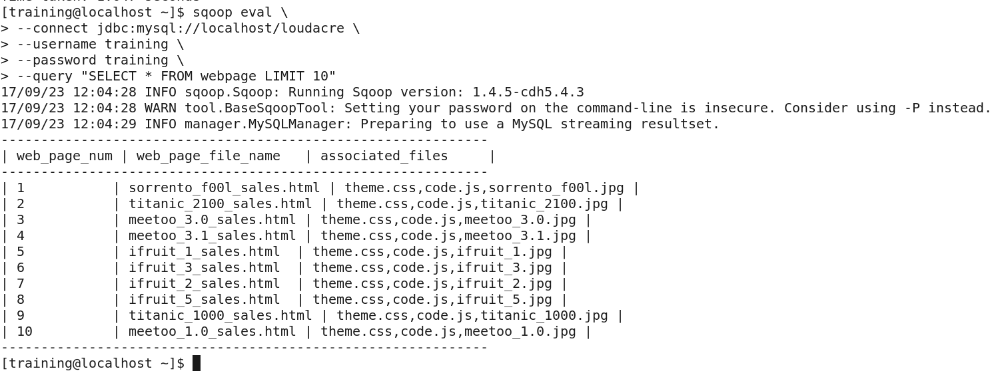 [training@localhost ~]$ sqoop eval \
> --connect jdbc:mysql://localhost/loudacre \
> --username training \
> --password training \
> --query "SELECT * FROM webpage LIMIT 10"
17/09/23 12:04:28 INFO sqoop.Sqoop: Running Sqoop version: 1.4.5-cdh5.4.3
17/09/23 12:04:28 WARN tool.BaseSqoopTool: Setting your password on the command-line is insecure. Consider using -P instead.
17/09/23 12:04:29 INFO manager.MySQLManager: Preparing to use a MySQL streaming resultset.
-------------------------------------------------------------
| web_page_num | web_page_file_name   | associated_files     |
-------------------------------------------------------------
| 1           | sorrento_f00l_sales.html | theme.css,code.js,sorrento_f00l.jpg |
| 2           | titanic_2100_sales.html | theme.css,code.js,titanic_2100.jpg |
| 3           | meetoo_3.0_sales.html | theme.css,code.js,meetoo_3.0.jpg |
| 4           | meetoo_3.1_sales.html | theme.css,code.js,meetoo_3.1.jpg |
| 5           | ifruit_1_sales.html  | theme.css,code.js,ifruit_1.jpg |
| 6           | ifruit_3_sales.html  | theme.css,code.js,ifruit_3.jpg |
| 7           | ifruit_2_sales.html  | theme.css,code.js,ifruit_2.jpg |
| 8           | ifruit_5_sales.html  | theme.css,code.js,ifruit_5.jpg |
| 9           | titanic_1000_sales.html | theme.css,code.js,titanic_1000.jpg |
| 10          | meetoo_1.0_sales.html | theme.css,code.js,meetoo_1.0.jpg |
-------------------------------------------------------------
[training@localhost ~]$